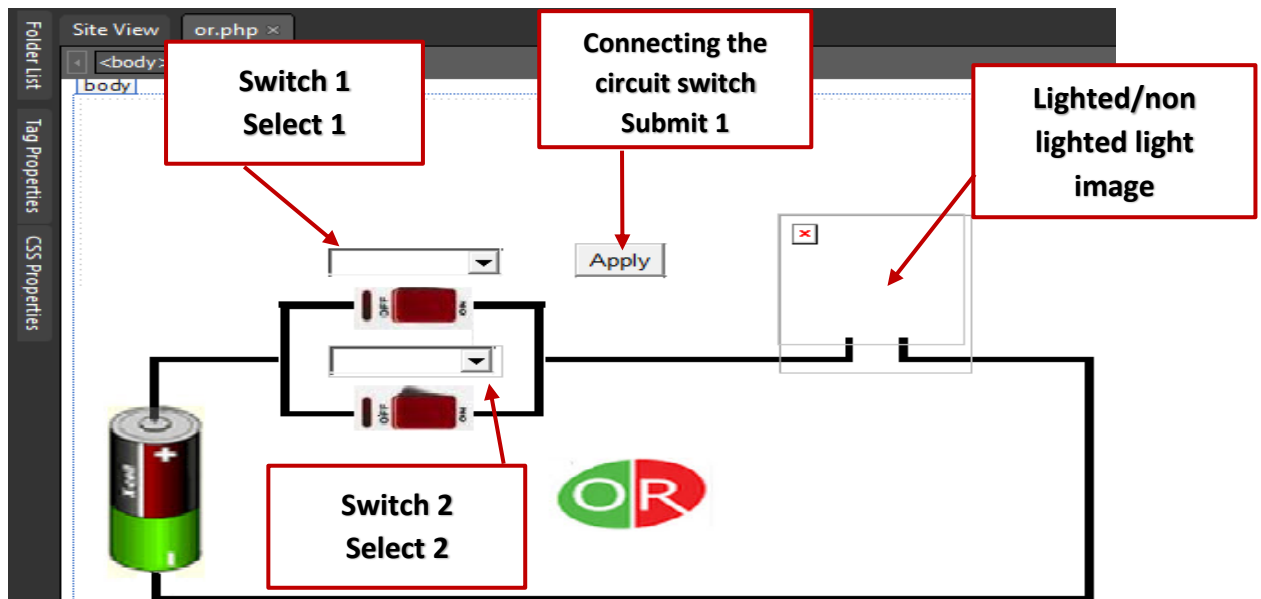 Folder List
Tag Properties
CSS Properties
Site View
or.php ×
<body>
body
Switch 1
Select 1
Connecting the
circuit switch
Submit 1
Lighted/non
lighted light
image
Apply
OFF
ON
OFF
ON
X cell
+
Switch 2
Select 2
OR